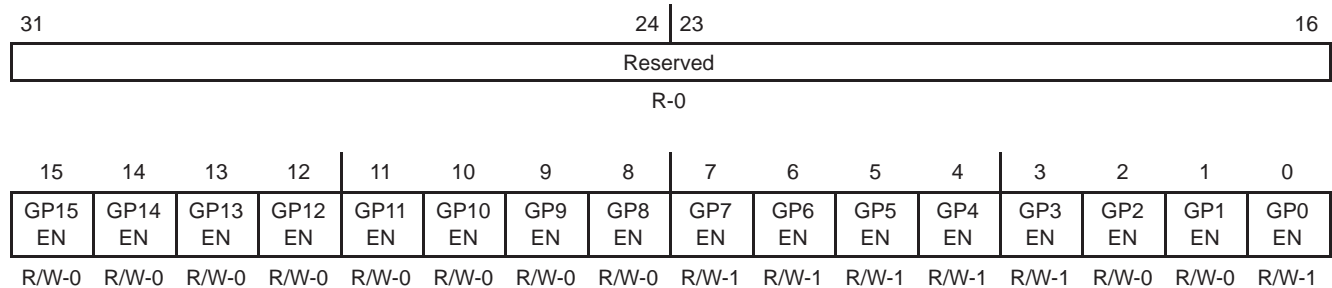 31 24 23 16
Reserved
R-0
15 14 13 12 11 10 9 8 7 6 5 4 3 2 1 0
GP15 GP14 GP13 GP12 GP11 GP10 GP9 GP8 GP7 GP6 GP5 GP4 GP3 GP2 GP1 GP0
EN EN EN EN EN EN EN EN EN EN EN EN EN EN EN EN
R/W-0 R/W-0 R/W-0 R/W-0 R/W-0 R/W-0 R/W-0 R/W-0 R/W-1 R/W-1 R/W-1 R/W-1 R/W-1 R/W-0 R/W-0 R/W-1